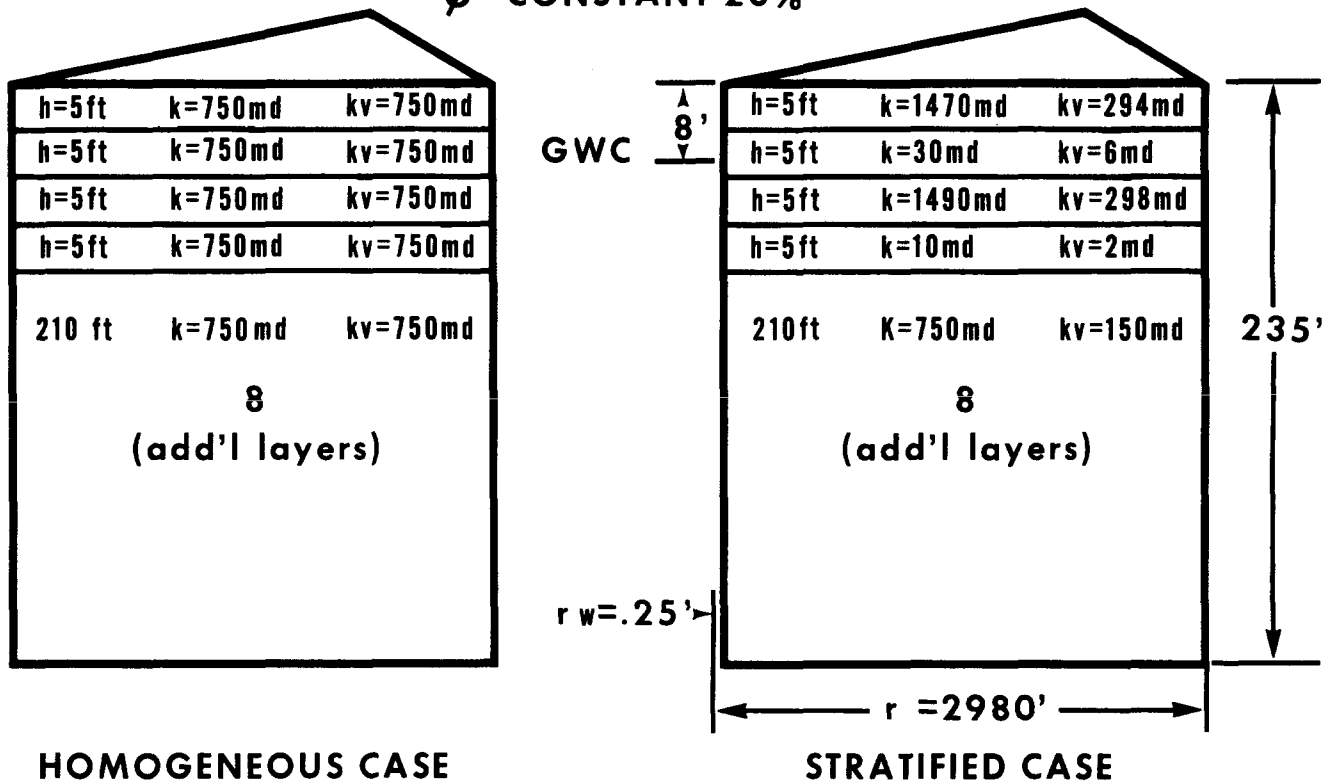 h=5ft k=750md kv=750md
h=5ft k=750md kv=750md
h=5ft k=750md kv=750md
h=5ft k=750md kv=750md
210 ft k=750md kv=750md
8
(add'l layers)
HOMOGENEOUS CASE
8'
GWC
h=5ft k=1470md kv=294md
h=5ft k=30md kv=6md
h=5ft k=1490md kv=298md
h=5ft k=10md kv=2md
210ft K=750md kv=150md
8
(add'l layers)
235'
rw=.25'
r =2980'
STRATIFIED CASE